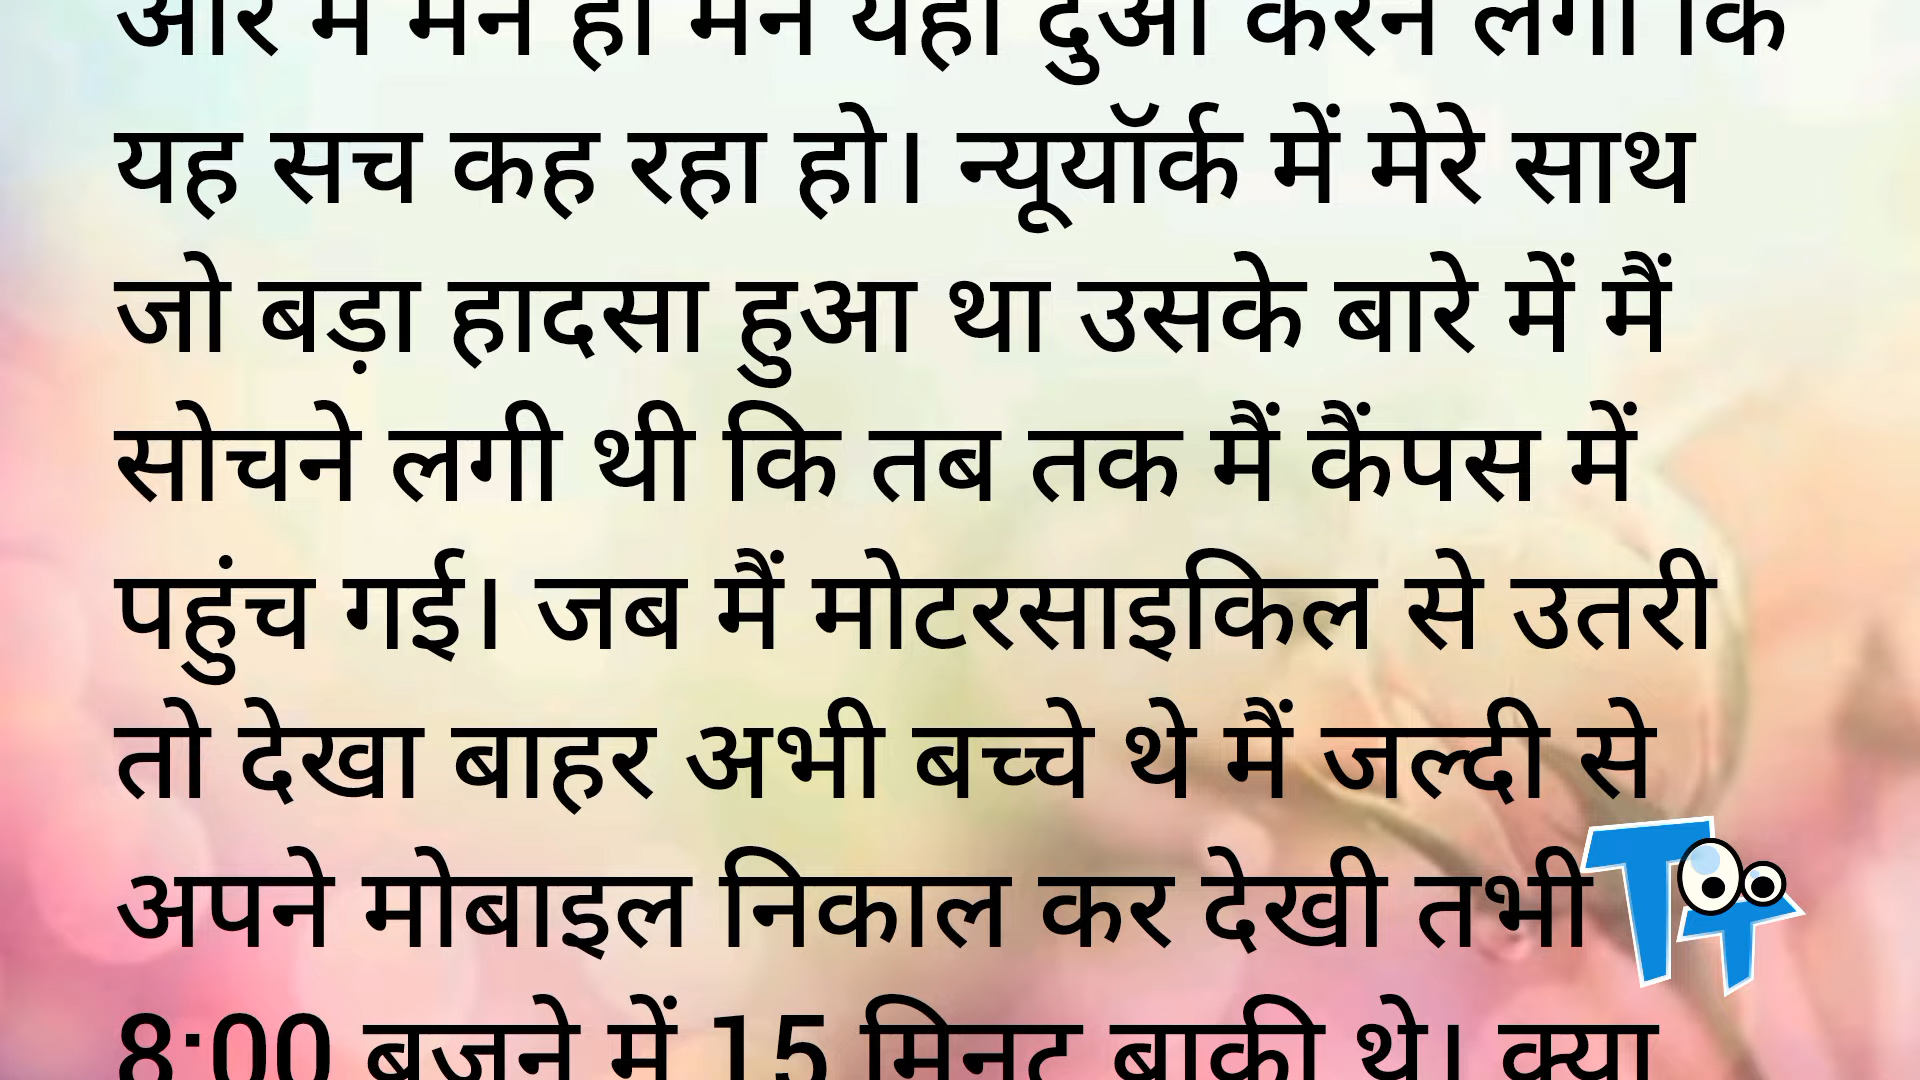 और मैं मन ही मन यही दुआ करने लगी कि
यह सच कह रहा हो। न्यूयॉर्क में मेरे साथ
जो बड़ा हादसा हुआ था उसके बारे में मैं
सोचने लगी थी कि तब तक मैं कैंपस में
पहुंच गई। जब मैं मोटरसाइकिल से उतरी
तो देखा बाहर अभी बच्चे थे मैं जल्दी से
अपने मोबाइल निकाल कर देखी तभी
TT
8:00 बजने में 15 मिनट बाकी थे। क्या